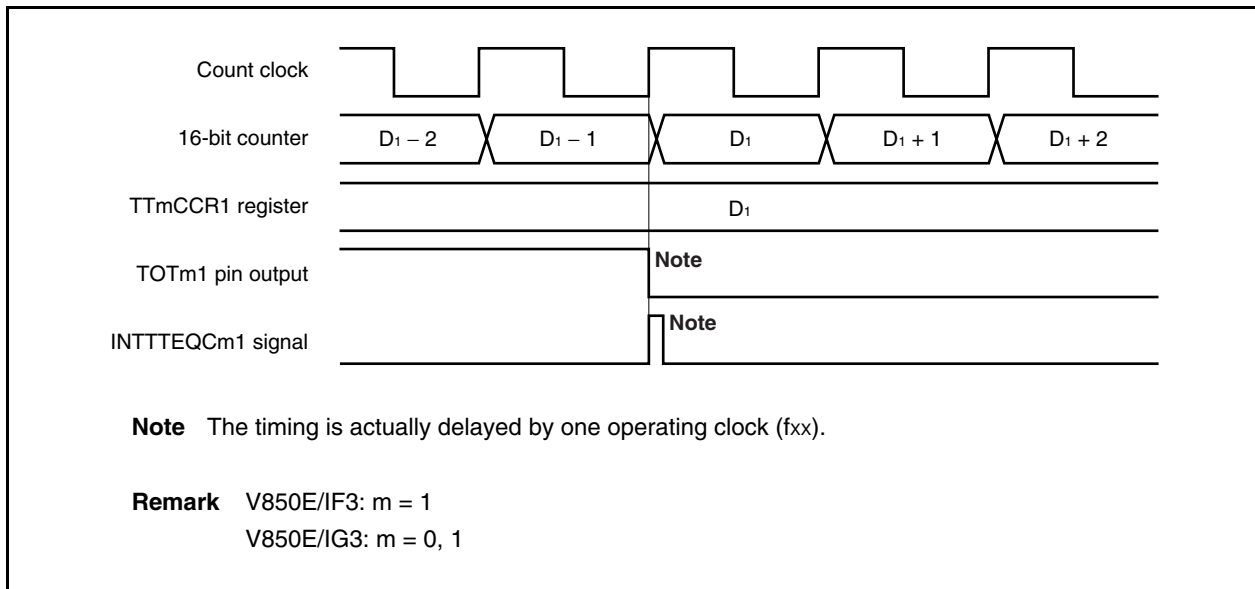 Count clock
16-bit counter D₁ − 2 D₁ − 1 D₁ D₁ + 1 D₁ + 2
TTmCCR1 register D₁
TOTm1 pin output Note
INTTTEQCm1 signal Note
Note The timing is actually delayed by one operating clock (fxx).
Remark V850E/IF3: m = 1
V850E/IG3: m = 0, 1